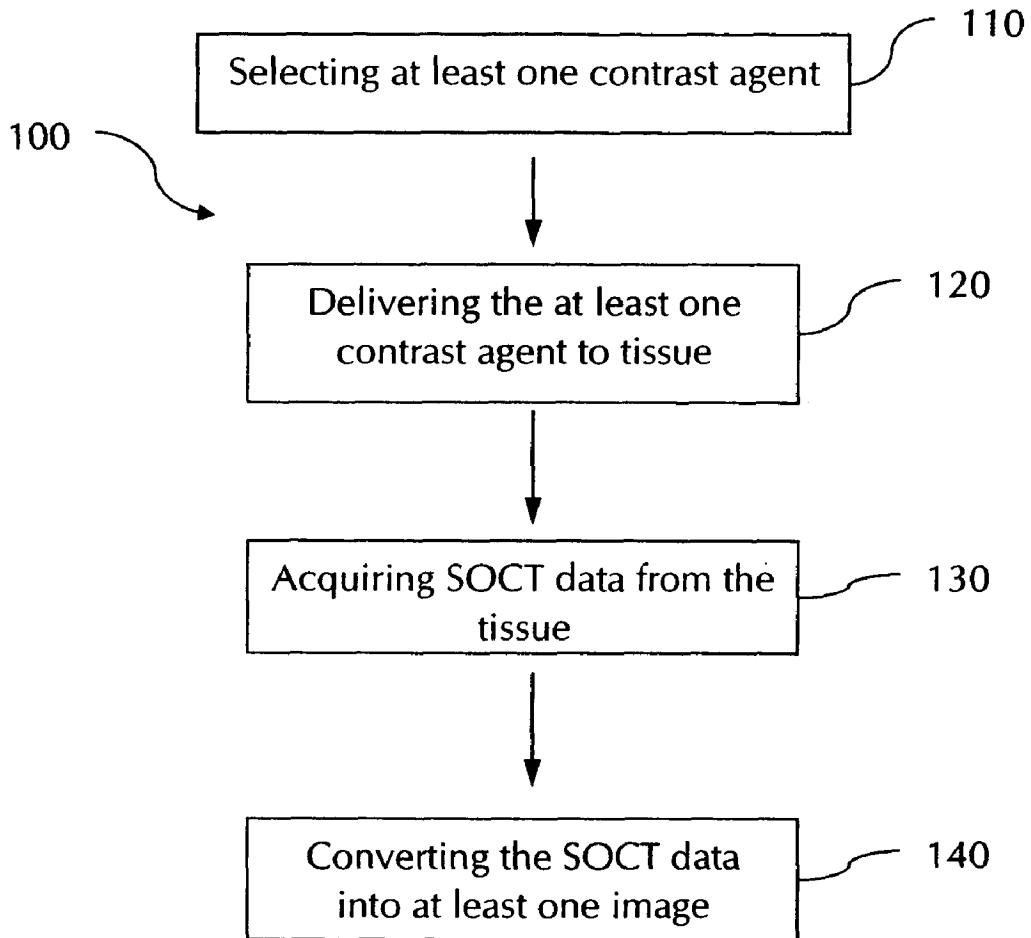 110
Selecting at least one contrast agent
100
120
Delivering the at least one
contrast agent to tissue
130
Acquiring SOCT data from the
tissue
140
Converting the SOCT data
into at least one image